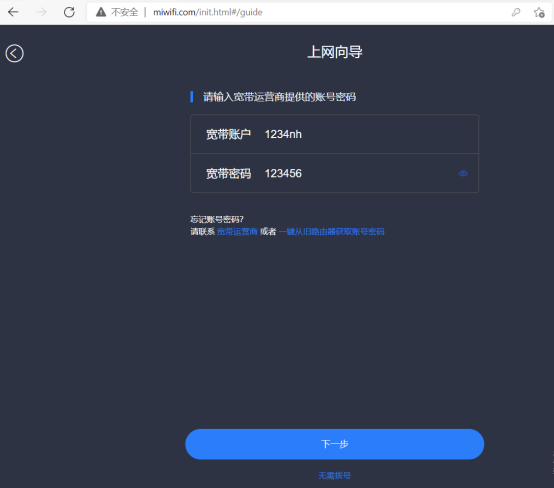 不安全 | miwifi.com/init.html#/guide
上网向导
请输入宽带运营商提供的账号密码
宽带账户 1234nh
宽带密码 123456
忘记账号密码?
请联系 宽带运营商 或者 一键从旧路由器获取账号密码
下一步
无需拨号